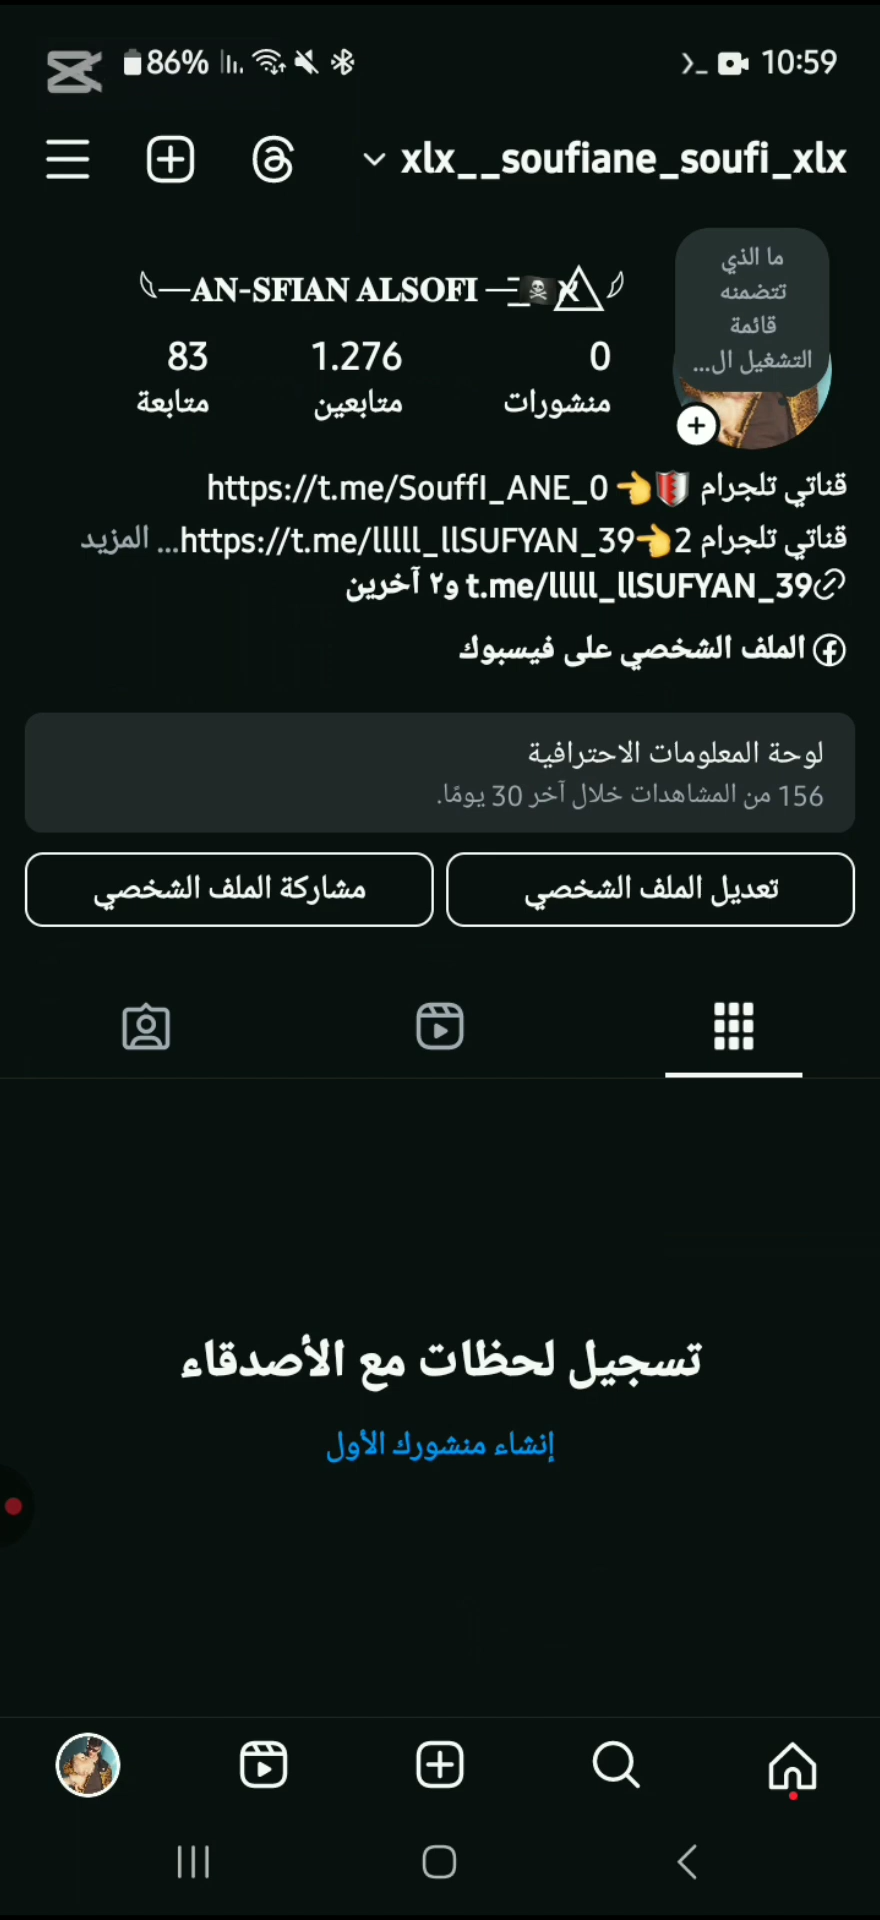 86% 10:59
xlx__soufiane_soufi_xlx
AN-SFIAN ALSOFI
ما الذي
تتضمنه
قائمة
التشغيل ال...
0 1.276 83
منشورات متابعين متابعة
قناتي تلجرام 🛡👈 https://t.me/SouffI_ANE_0
قناتي تلجرام 2👈https://t.me/lllll_llSUFYAN_39... المزيد
t.me/lllll_llSUFYAN_39 و٢ آخرين
الملف الشخصي على فيسبوك
لوحة المعلومات الاحترافية
156 من المشاهدات خلال آخر 30 يومًا.
تعديل الملف الشخصي
مشاركة الملف الشخصي
تسجيل لحظات مع الأصدقاء
إنشاء منشورك الأول